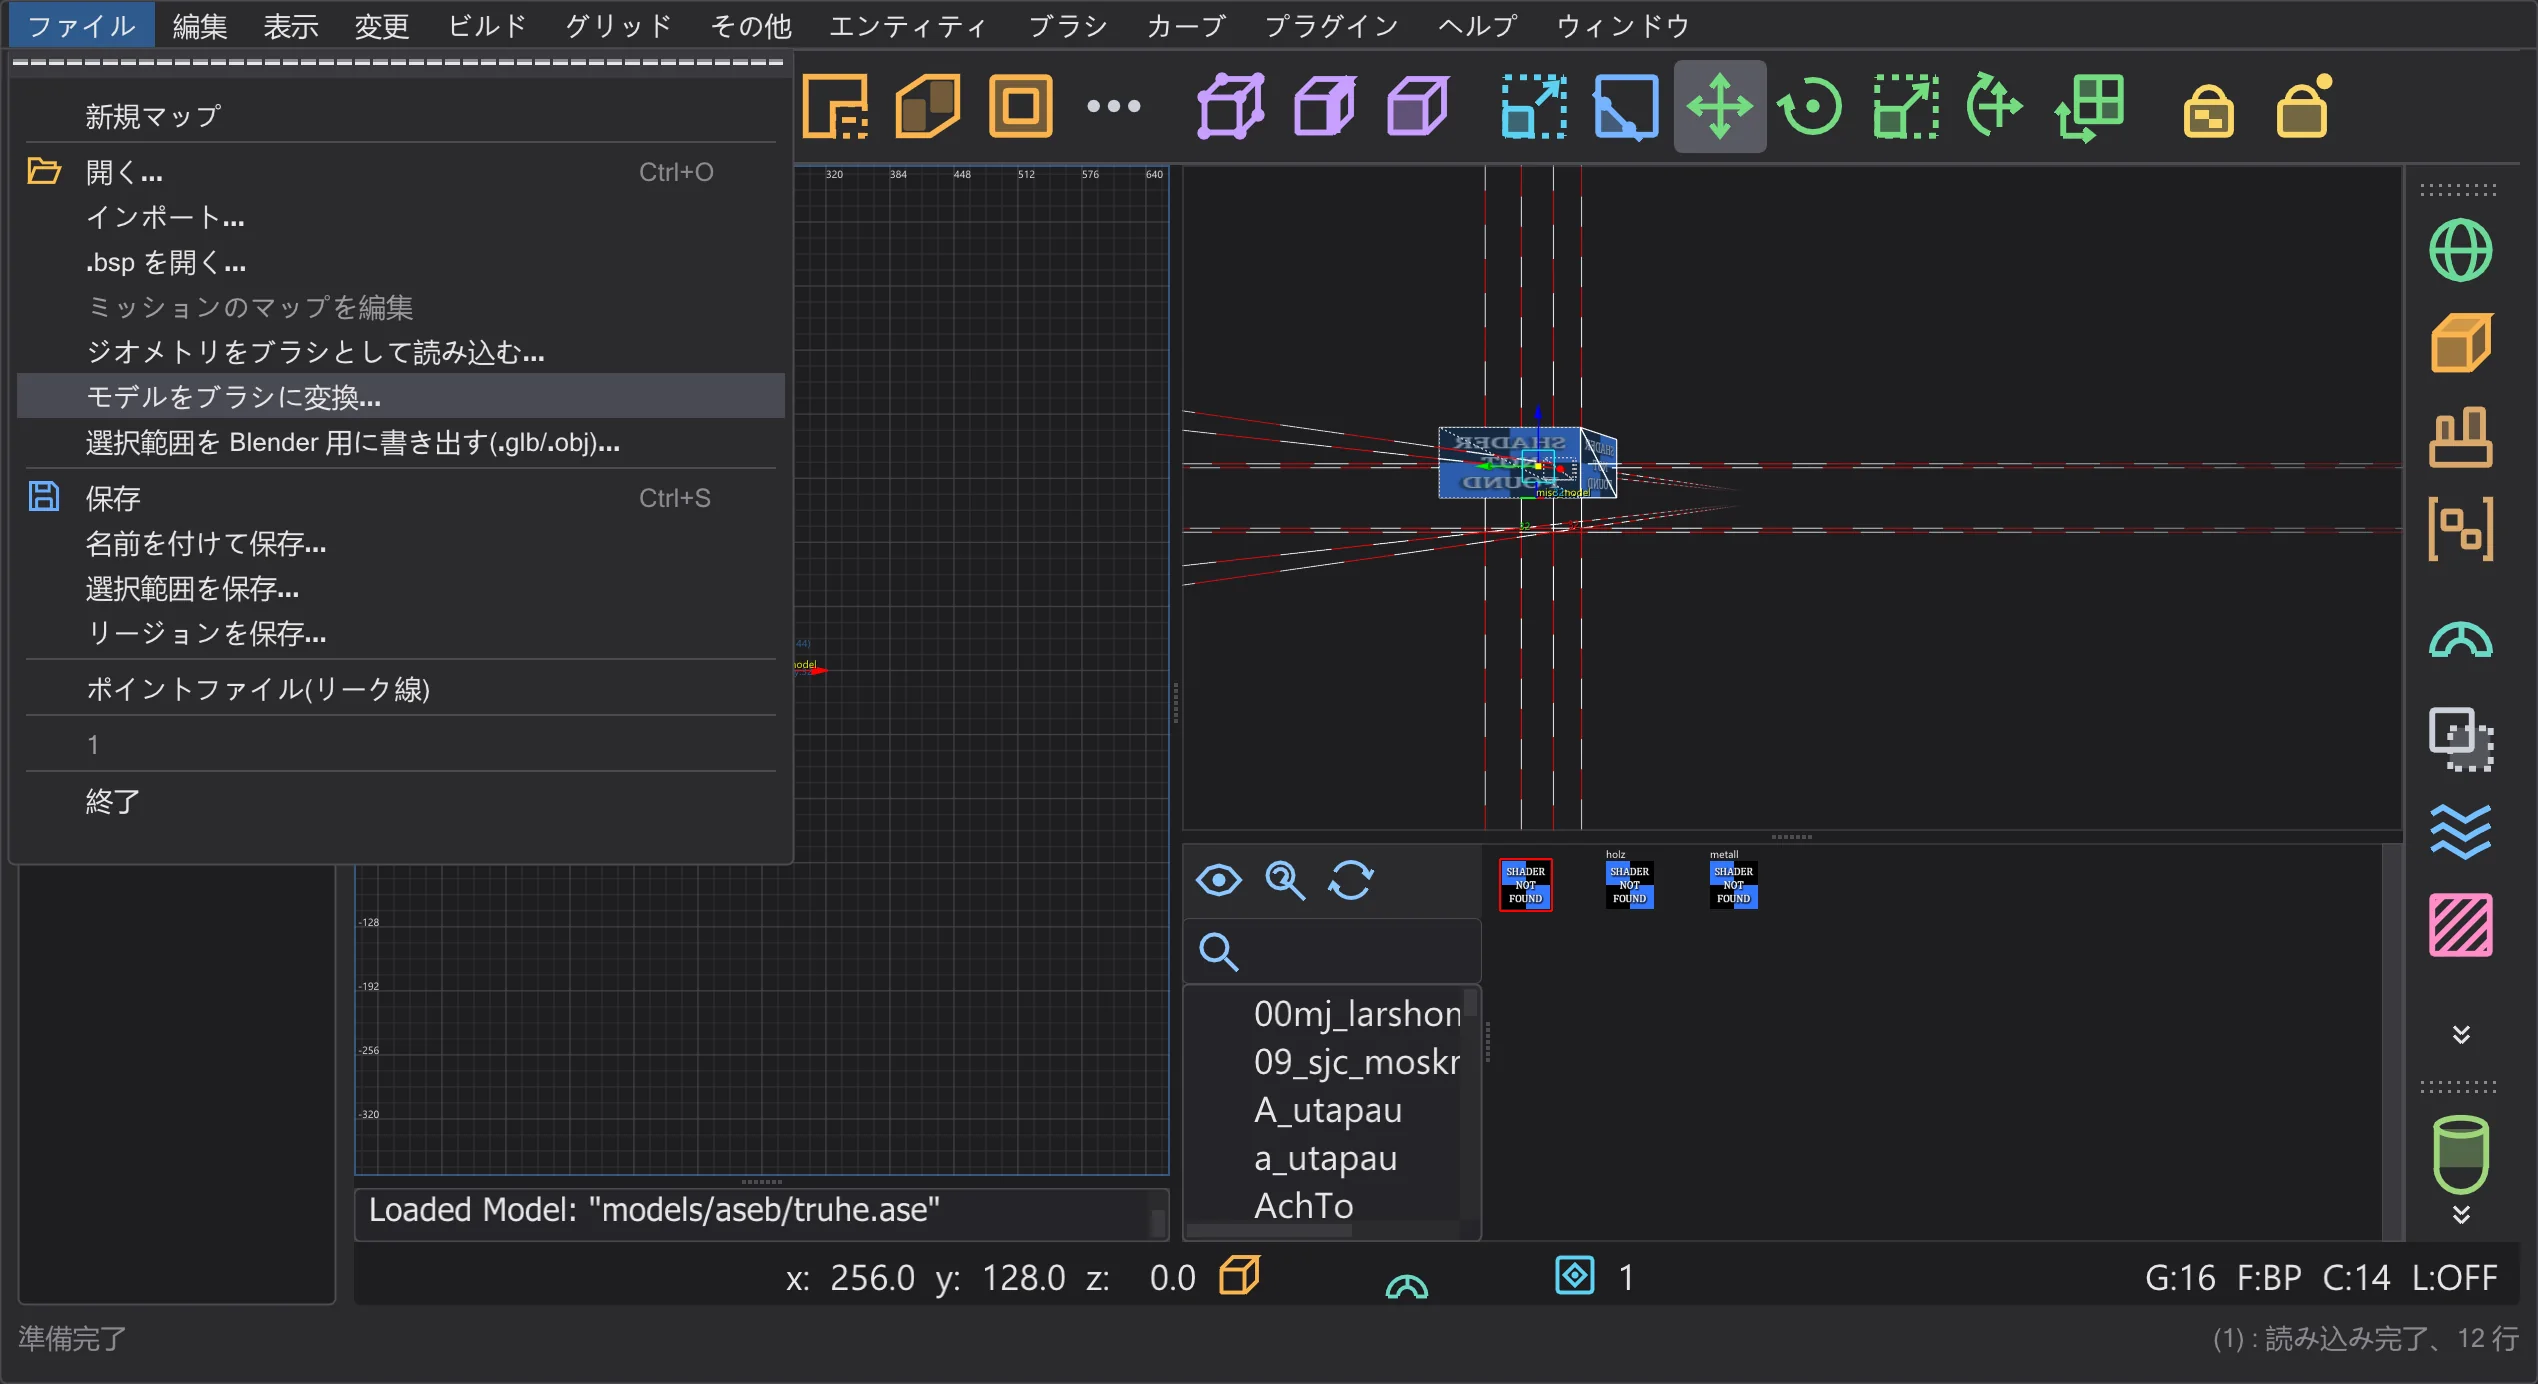 ファイル 編集 表示 変更 ビルド グリッド その他 エンティティ ブラシ カーブ プラグイン ヘルプ ウィンドウ
新規マップ
開く... Ctrl+O
インポート...
.bsp を開く...
ミッションのマップを編集
ジオメトリをブラシとして読み込む...
モデルをブラシに変換...
選択範囲を Blender 用に書き出す(.glb/.obj)...
保存 Ctrl+S
名前を付けて保存...
選択範囲を保存...
リージョンを保存...
ポイントファイル(リーク線)
1
終了
320 384 448 512 576 640
44)
-128
-192
-256
-320
SHADER
NOT
FOUND
SHADER
NOT
FOUND
misc_model
32
holz
metall
SHADER
NOT
FOUND
SHADER
NOT
FOUND
SHADER
NOT
FOUND
00mj_larshon
09_sjc_moskr
A_utapau
a_utapau
AchTo
Loaded Model: "models/aseb/truhe.ase"
x: 256.0 y: 128.0 z: 0.0
1
G:16 F:BP C:14 L:OFF
準備完了
(1) : 読み込み完了、12 行